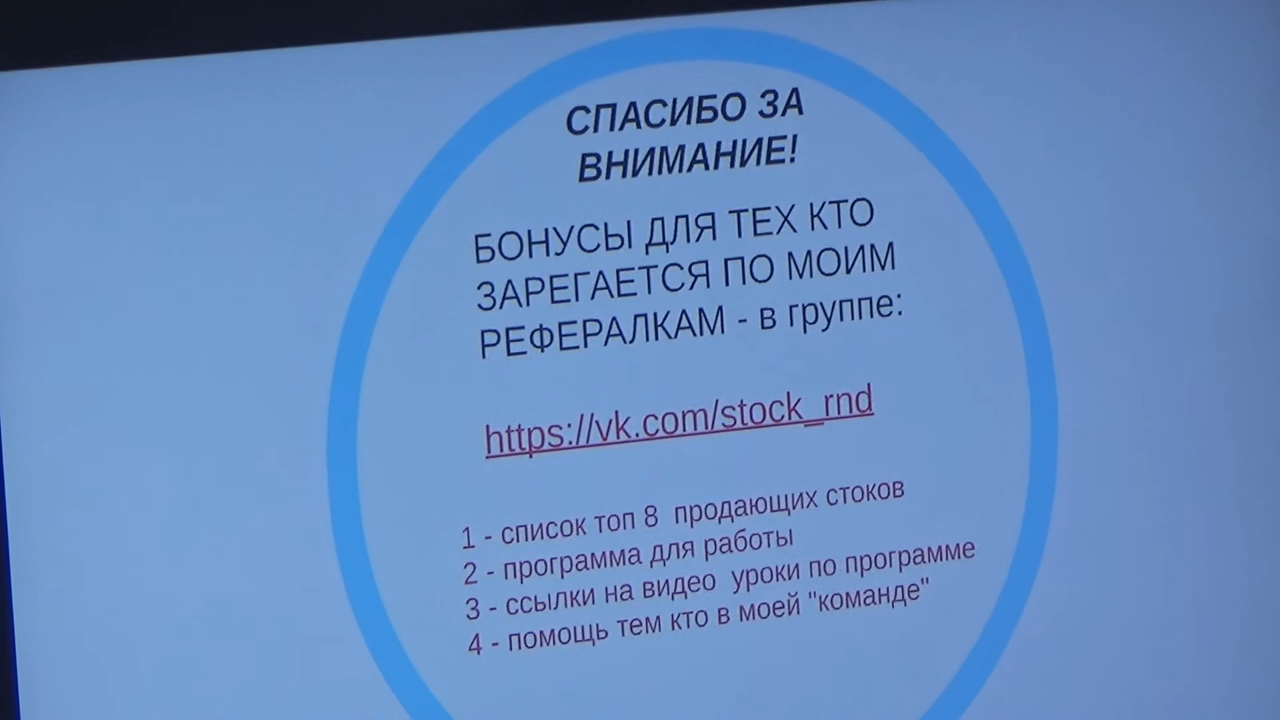 СПАСИБО ЗА
ВНИМАНИЕ!
БОНУСЫ ДЛЯ ТЕХ КТО
ЗАРЕГАЕТСЯ ПО МОИМ
РЕФЕРАЛКАМ - в группе:
https://vk.com/stock_rnd
1 - список топ 8 продающих стоков
2 - программа для работы
3 - ссылки на видео уроки по программе
4 - помощь тем кто в моей "команде"